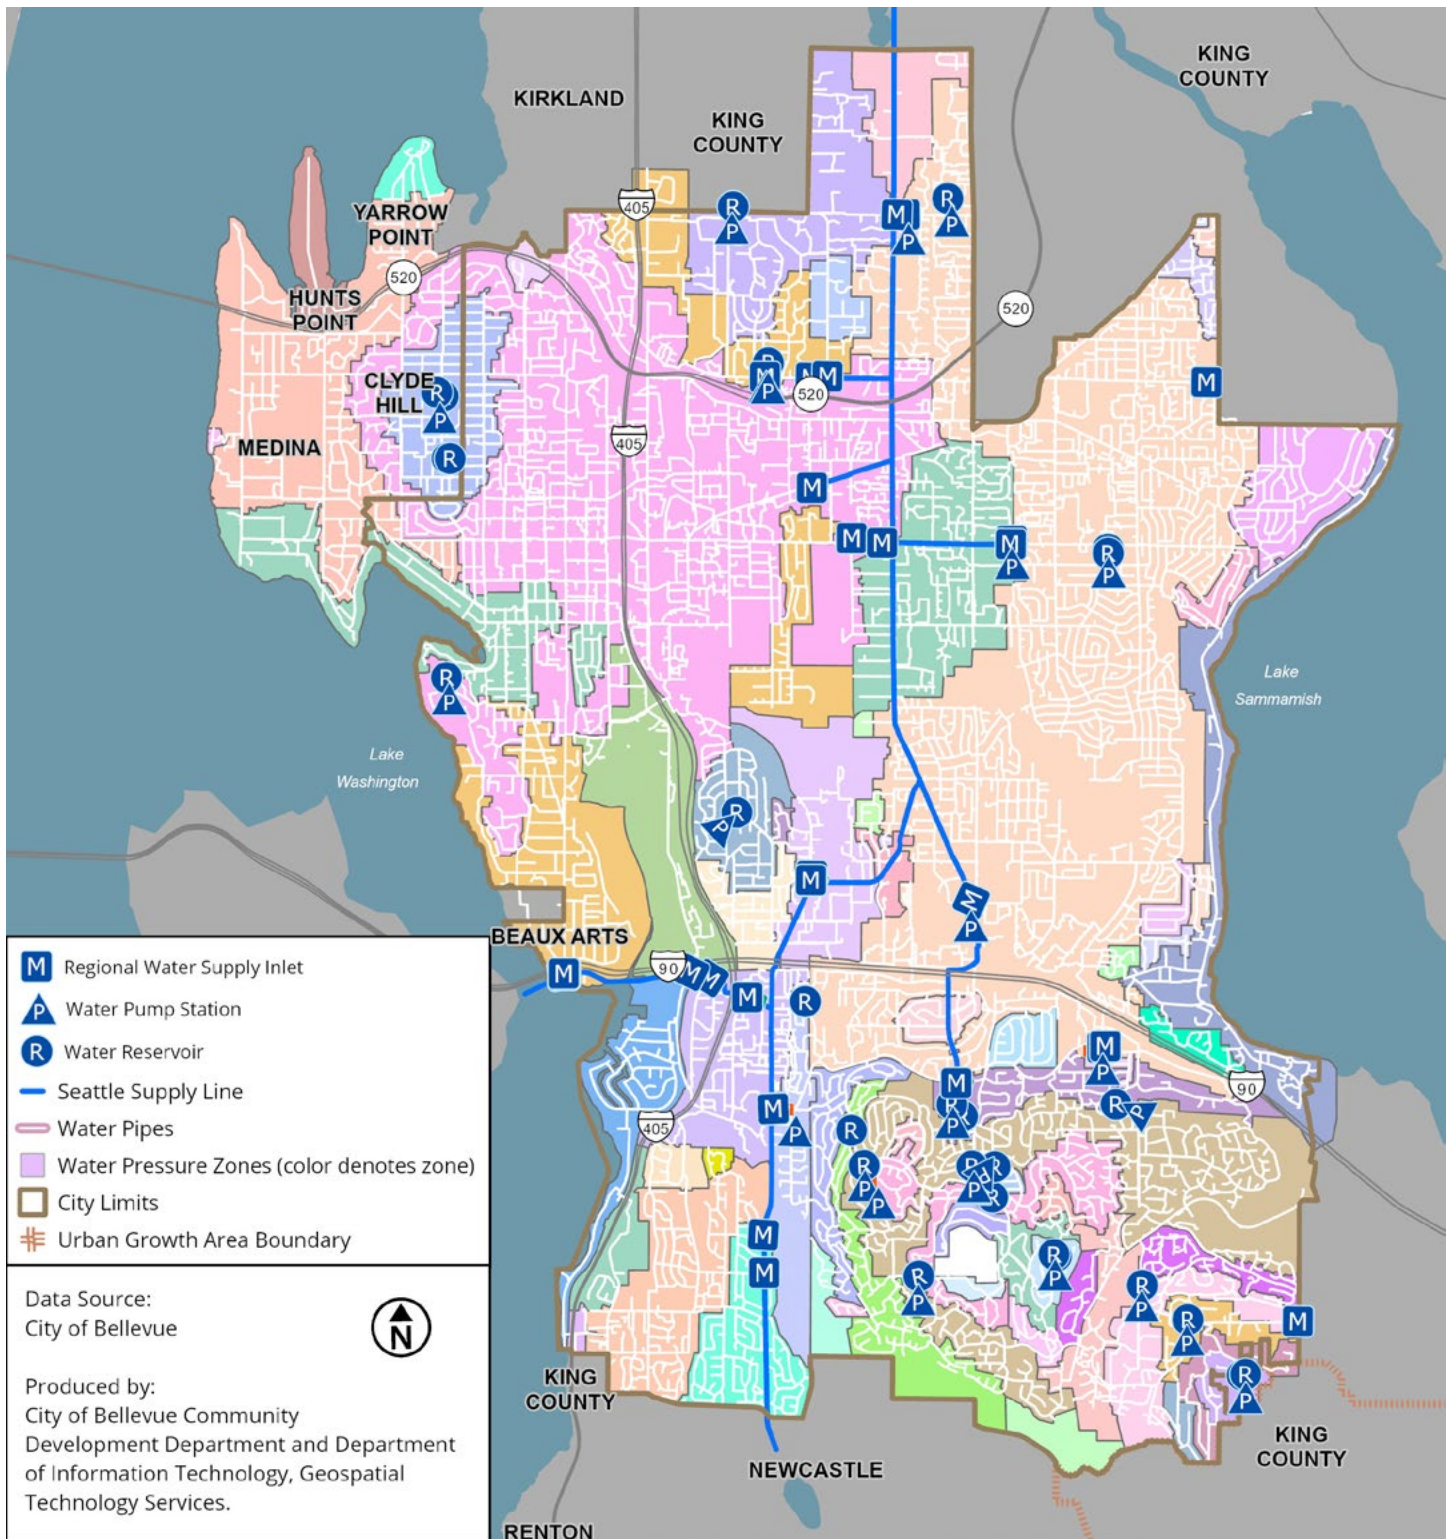 KIRKLAND
KING
COUNTY
KING
COUNTY
405
YARROW
POINT
520
HUNTS
POINT
520
CLYDE
HILL
MEDINA
520
405
R
P
M
P
R
P
M
R
M
P
M
M
R
P
R
M
M
M
M
P
R
P
R
P
Lake
Sammamish
Lake
Washington
R
P
M
M
P
BEAUX ARTS
M
90
M
M
M
R
M
P
90
M
R
R
P
R
P
M
P
405
R
R
P
P
R
R
P
P
R
M
M
R
P
R
P
R
P
R
P
M
R
P
M Regional Water Supply Inlet
P Water Pump Station
R Water Reservoir
Seattle Supply Line
Water Pipes
Water Pressure Zones (color denotes zone)
City Limits
Urban Growth Area Boundary
Data Source:
City of Bellevue
N
Produced by:
City of Bellevue Community
Development Department and Department
of Information Technology, Geospatial
Technology Services.
KING
COUNTY
NEWCASTLE
KING
COUNTY
RENTON